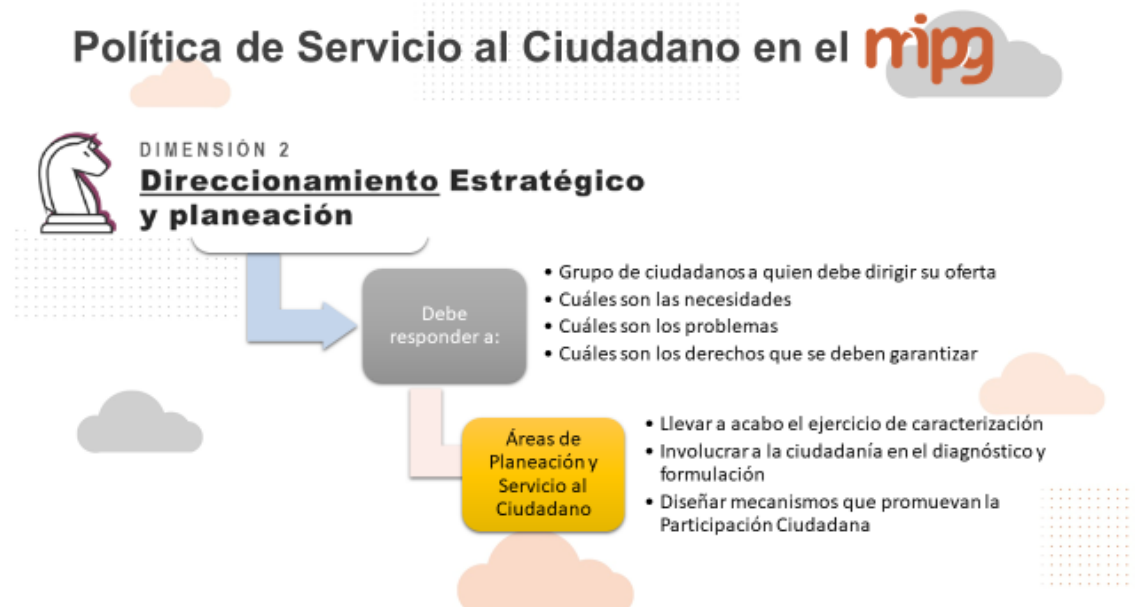 Política de Servicio al Ciudadano en el mipg
DIMENSIÓN 2
Direccionamiento Estratégico
y planeación
Debe
responder a:
• Grupo de ciudadanos a quien debe dirigir su oferta
• Cuáles son las necesidades
• Cuáles son los problemas
• Cuáles son los derechos que se deben garantizar
Áreas de
Planeación y
Servicio al
Ciudadano
• Llevar a acabo el ejercicio de caracterización
• Involucrar a la ciudadanía en el diagnóstico y
formulación
• Diseñar mecanismos que promuevan la
Participación Ciudadana